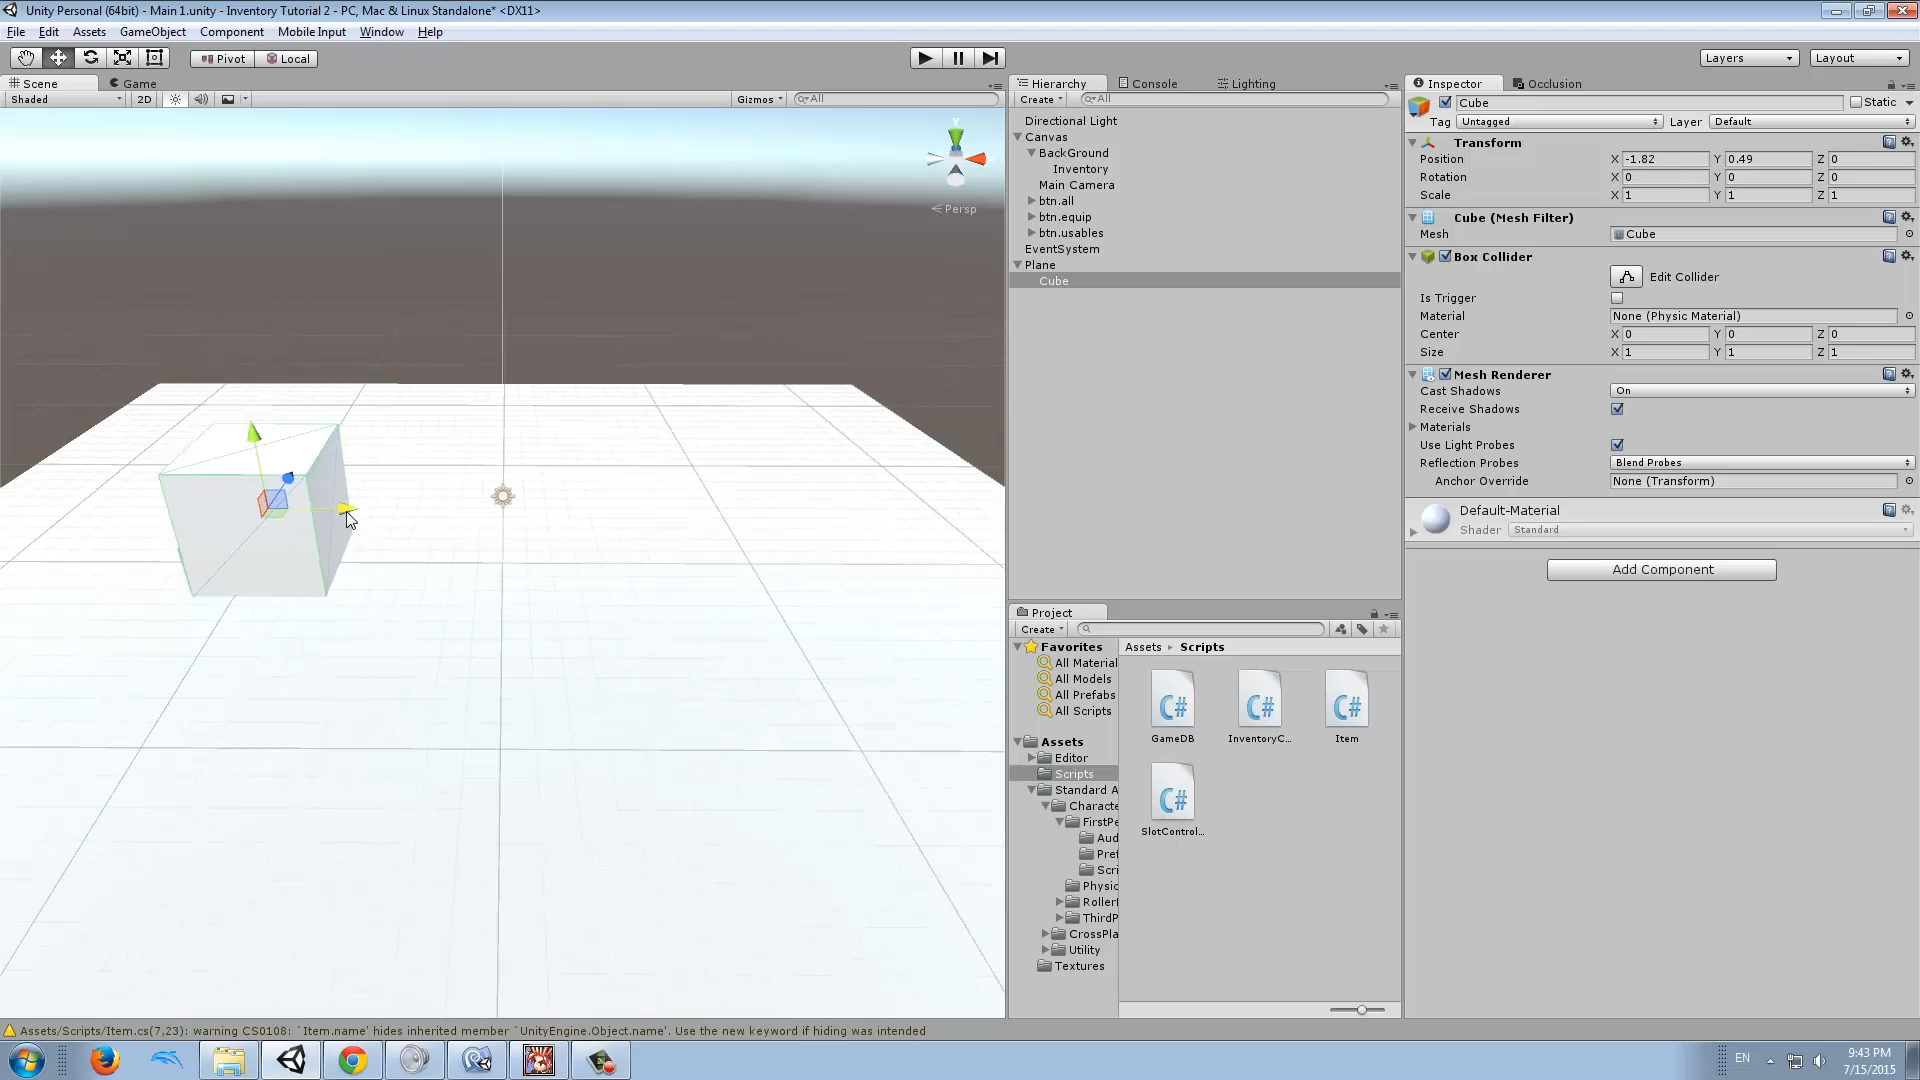 Unity Personal (64bit) - Main 1.unity - Inventory Tutorial 2 - PC, Mac & Linux Standalone* <DX11>
File Edit Assets GameObject Component Mobile Input Window Help
Pivot Local Layers Layout
Scene Game
Shaded 2D Gizmos All
y
Persp
Hierarchy Console Lighting
Create All
Directional Light
Canvas
BackGround
Inventory
Main Camera
btn.all
btn.equip
btn.usables
EventSystem
Plane
Cube
Project
Create
Favorites
All Material
All Models
All Prefabs
All Scripts
Assets
Editor
Scripts
Standard A
Characte
FirstPe
Aud
Pref
Scri
Physic
RollerI
ThirdP
CrossPla
Utility
Textures
Assets Scripts
C# C# C#
GameDB InventoryC... Item
C#
SlotControl...
Inspector Occlusion
Cube Static
Tag Untagged Layer Default
Transform
Position X -1.82 Y 0.49 Z 0
Rotation X 0 Y 0 Z 0
Scale X 1 Y 1 Z 1
Cube (Mesh Filter)
Mesh Cube
Box Collider
Edit Collider
Is Trigger
Material None (Physic Material)
Center X 0 Y 0 Z 0
Size X 1 Y 1 Z 1
Mesh Renderer
Cast Shadows On
Receive Shadows
Materials
Use Light Probes
Reflection Probes Blend Probes
Anchor Override None (Transform)
Default-Material
Shader Standard
Add Component
Assets/Scripts/Item.cs(7,23): warning CS0108: `Item.name' hides inherited member `UnityEngine.Object.name'. Use the new keyword if hiding was intended
EN
9:43 PM
7/15/2015